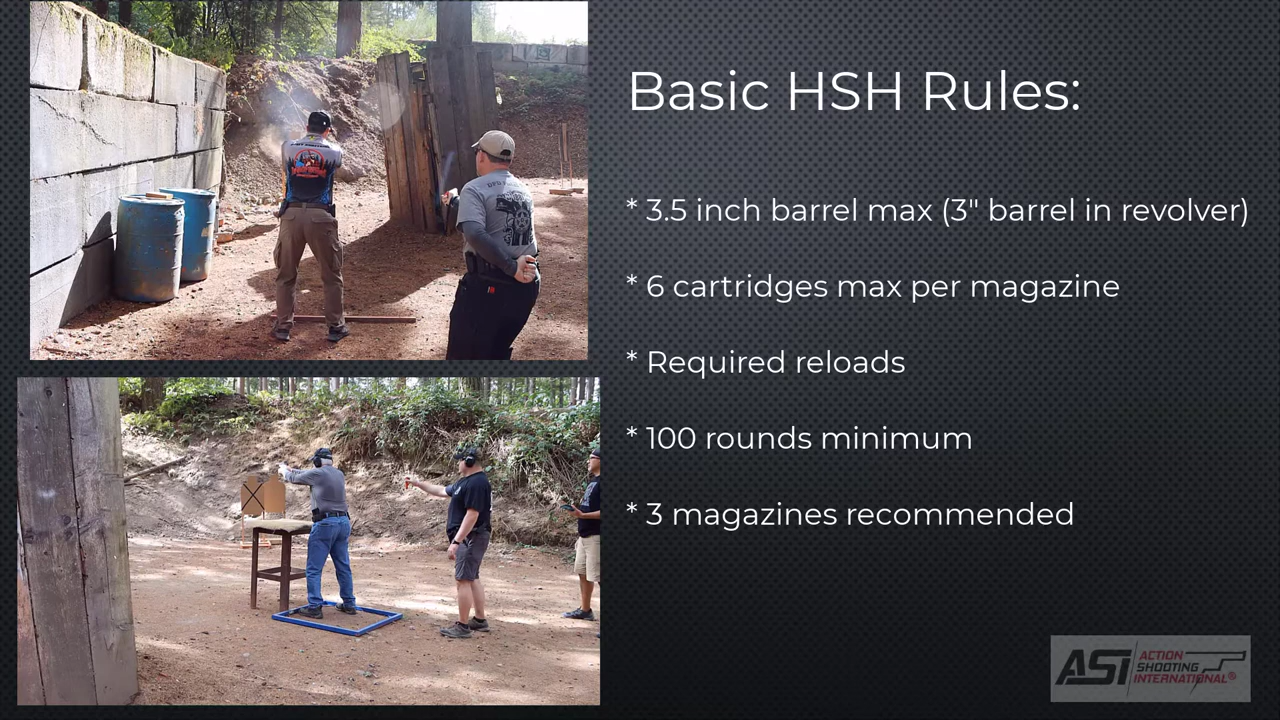 Basic HSH Rules:
* 3.5 inch barrel max (3" barrel in revolver)
* 6 cartridges max per magazine
* Required reloads
* 100 rounds minimum
* 3 magazines recommended
ASI ACTION
SHOOTING
INTERNATIONAL®